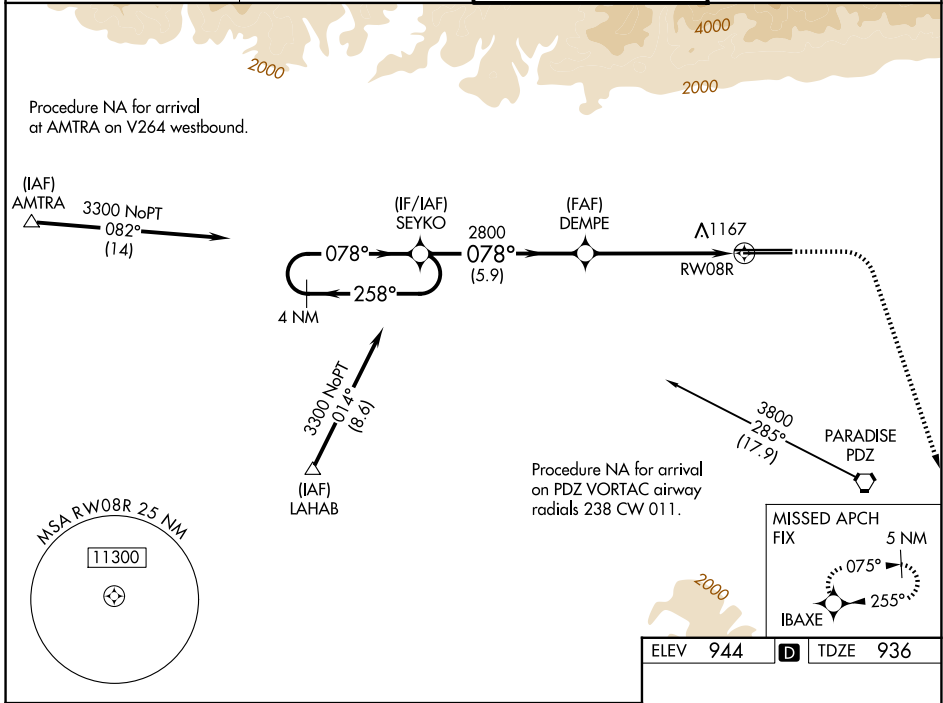 4000
2000
2000
Procedure NA for arrival
at AMTRA on V264 westbound.
(IAF)
AMTRA
3300 NoPT
082°
(14)
(IF/IAF)
SEYKO
(FAF)
DEMPE
2800
078°
(5.9)
1167
RW08R
078°
258°
4 NM
3300 NoPT
014°
(8.6)
(IAF)
LAHAB
3800
285°
(17.9)
PARADISE
PDZ
Procedure NA for arrival
on PDZ VORTAC airway
radials 238 CW 011.
MSA RW08R 25 NM
11300
2000
MISSED APCH
FIX
5 NM
075°
255°
IBAXE
ELEV 944 D TDZE 936